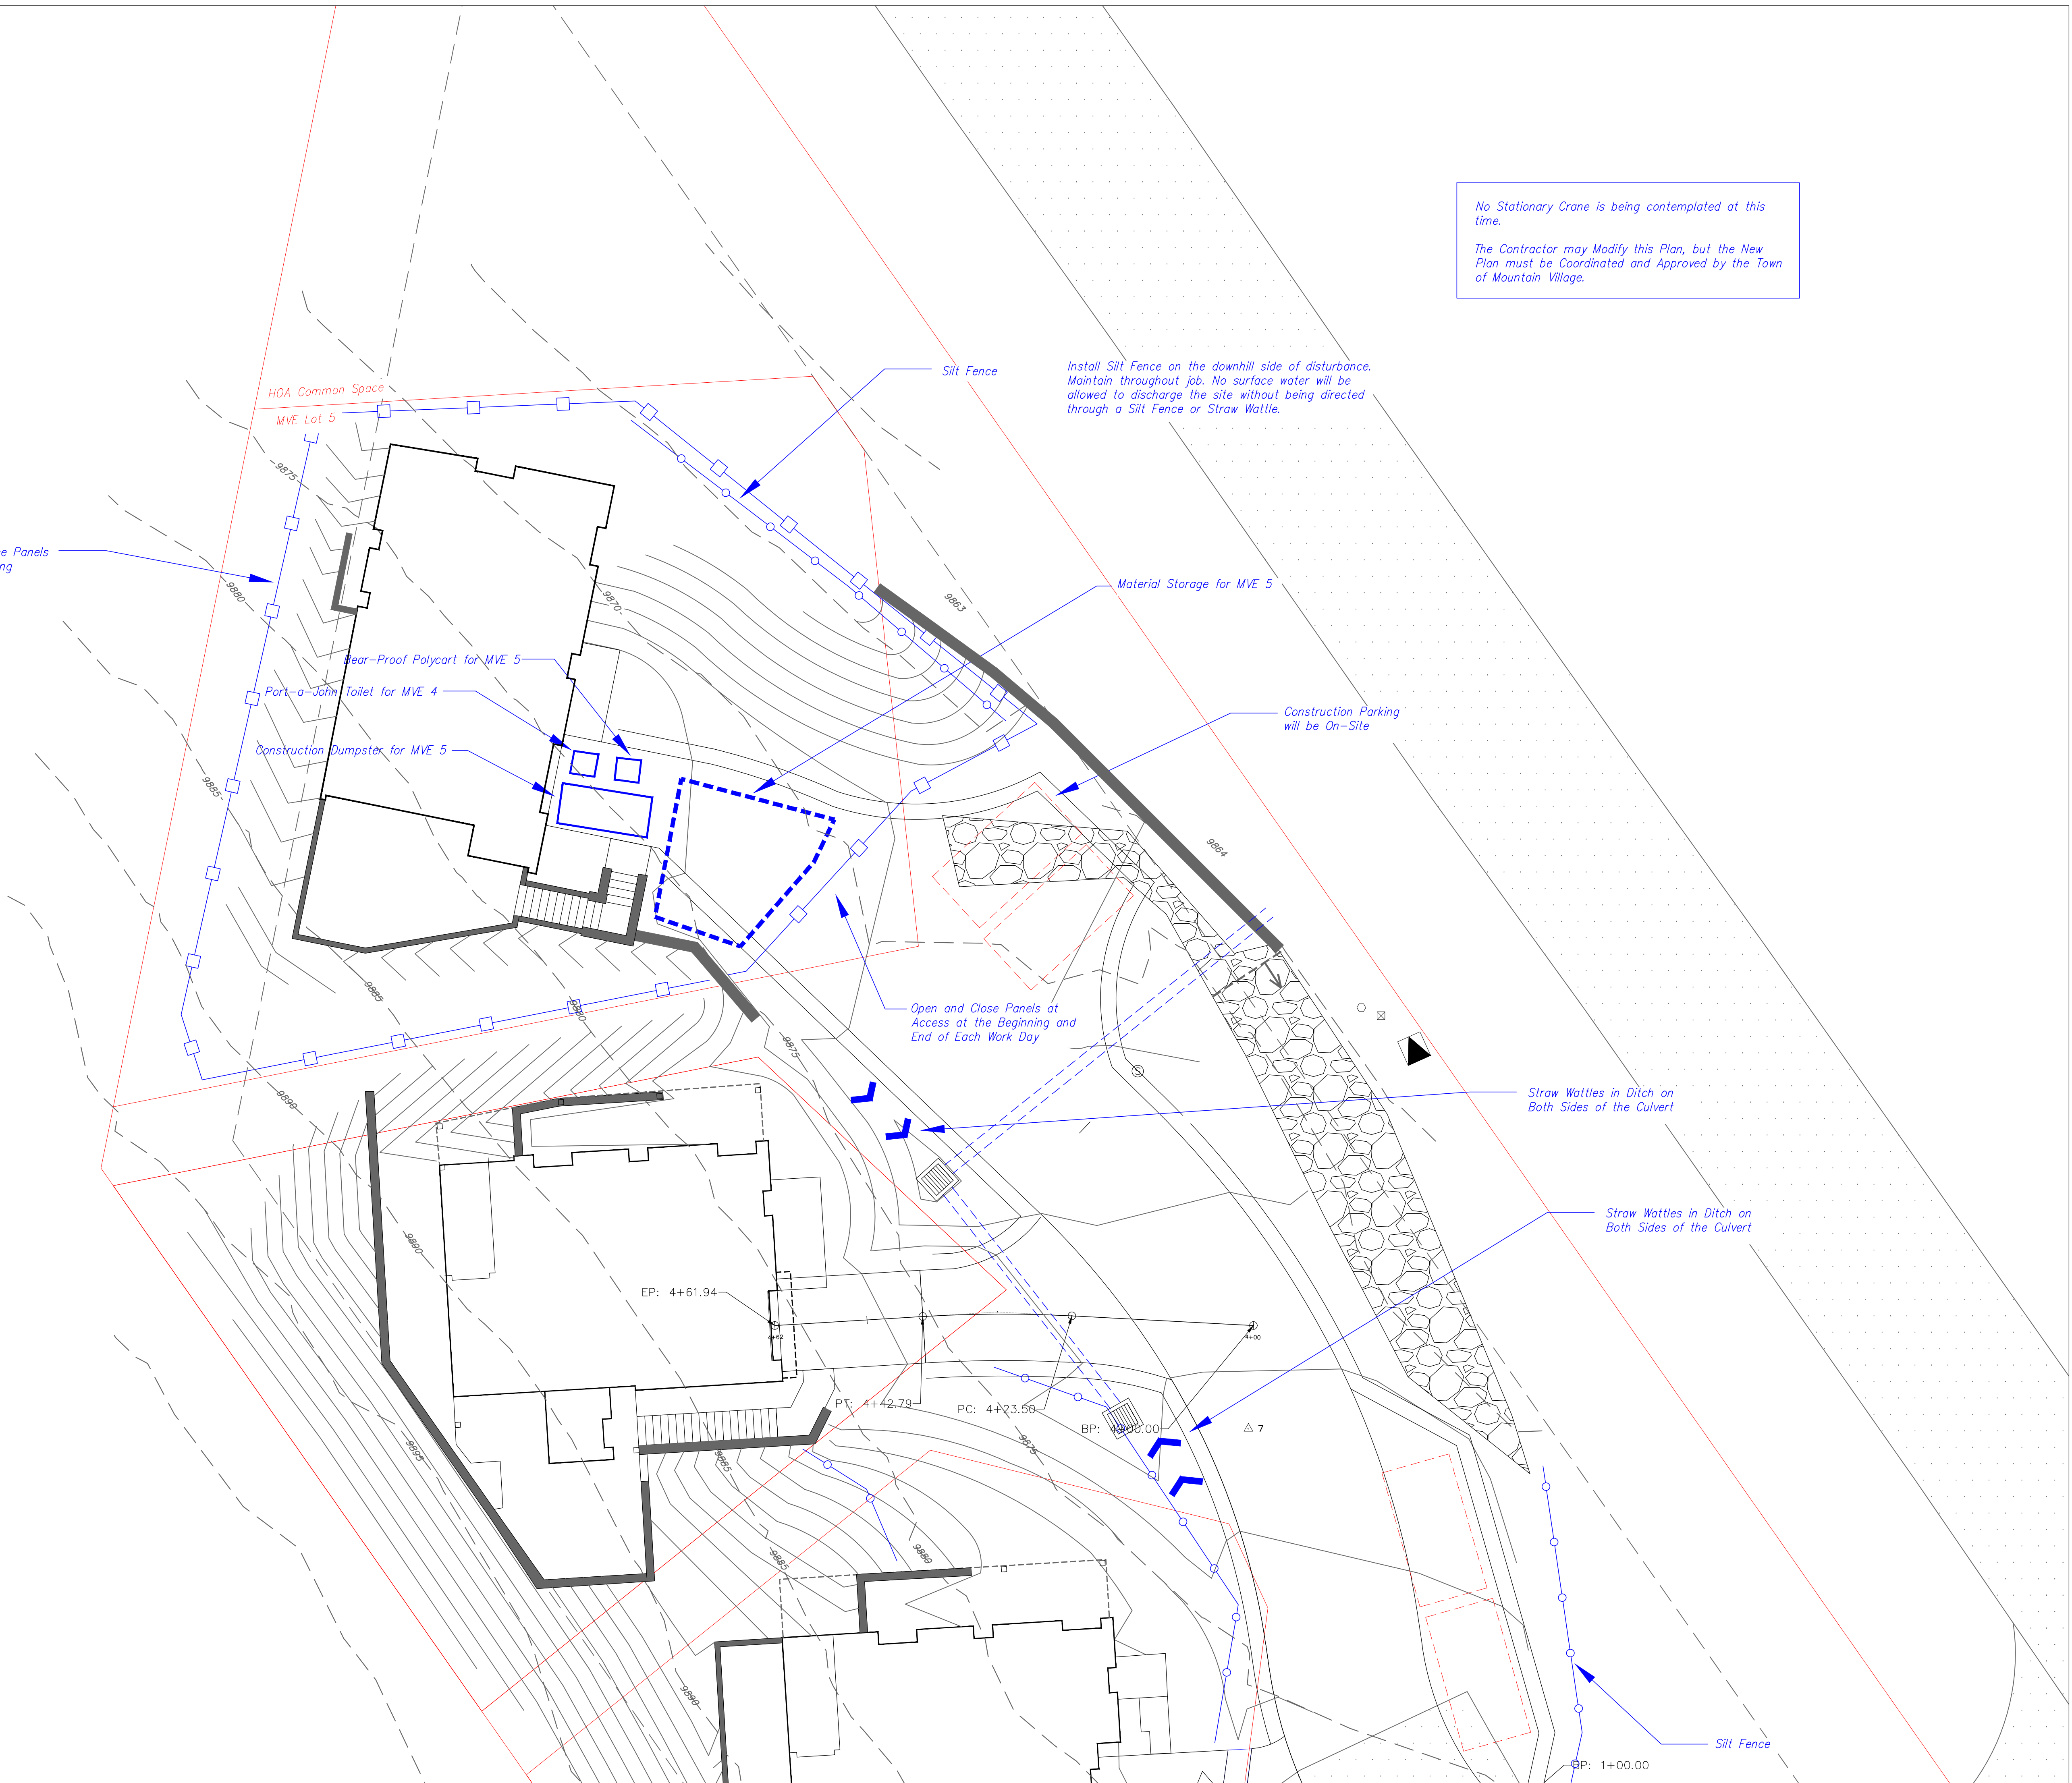 No Stationary Crane is being contemplated at this
time.
The Contractor may Modify this Plan, but the New
Plan must be Coordinated and Approved by the Town
of Mountain Village.
Silt Fence
Install Silt Fence on the downhill side of disturbance.
Maintain throughout job. No surface water will be
allowed to discharge the site without being directed
through a Silt Fence or Straw Wattle.
HOA Common Space
MVE Lot 5
9875
Panels
9880
9870
9863
Material Storage for MVE 5
Bear-Proof Polycart for MVE 5
Port-a-John Toilet for MVE 4
Construction Dumpster for MVE 5
Construction Parking
will be On-Site
9885
9864
9885
9880
Open and Close Panels at
Access at the Beginning and
End of Each Work Day
9875
S
9890
Straw Wattles in Ditch on
Both Sides of the Culvert
Straw Wattles in Ditch on
Both Sides of the Culvert
9890
EP: 4+61.94
4+62
4+00
PT: 4+42.79
PC: 4+23.50
BP: 4+00.00
7
9895
9885
9875
9885
9880
9890
Silt Fence
BP: 1+00.00